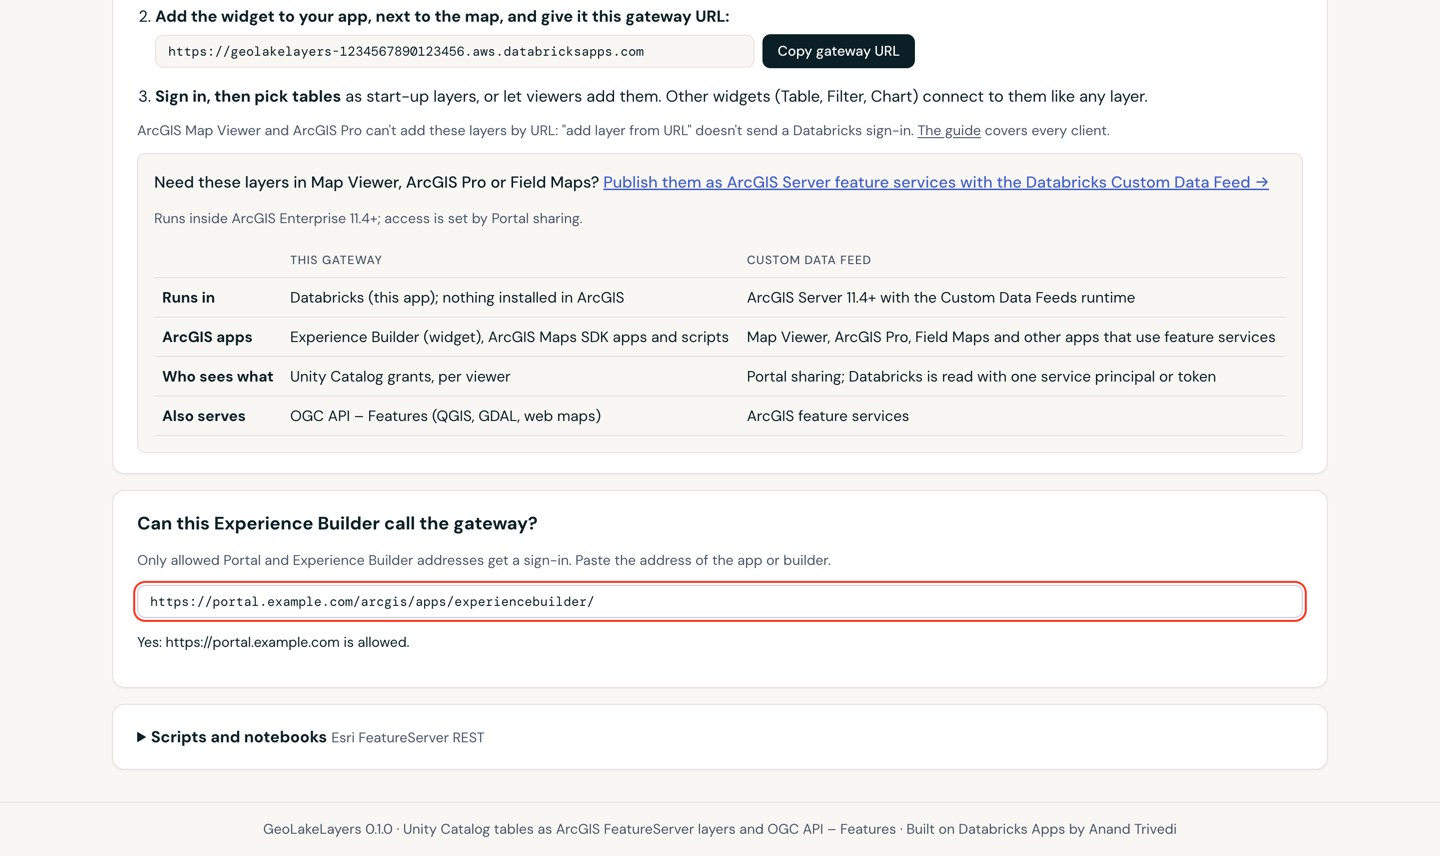 2. Add the widget to your app, next to the map, and give it this gateway URL:
https://geolakelayers-1234567890123456.aws.databricksapps.com
Copy gateway URL
3. Sign in, then pick tables as start-up layers, or let viewers add them. Other widgets (Table, Filter, Chart) connect to them like any layer.
ArcGIS Map Viewer and ArcGIS Pro can't add these layers by URL: "add layer from URL" doesn't send a Databricks sign-in. The guide covers every client.
Need these layers in Map Viewer, ArcGIS Pro or Field Maps? Publish them as ArcGIS Server feature services with the Databricks Custom Data Feed →
Runs inside ArcGIS Enterprise 11.4+; access is set by Portal sharing.
THIS GATEWAY CUSTOM DATA FEED
Runs in Databricks (this app); nothing installed in ArcGIS ArcGIS Server 11.4+ with the Custom Data Feeds runtime
ArcGIS apps Experience Builder (widget), ArcGIS Maps SDK apps and scripts Map Viewer, ArcGIS Pro, Field Maps and other apps that use feature services
Who sees what Unity Catalog grants, per viewer Portal sharing; Databricks is read with one service principal or token
Also serves OGC API – Features (QGIS, GDAL, web maps) ArcGIS feature services
Can this Experience Builder call the gateway?
Only allowed Portal and Experience Builder addresses get a sign-in. Paste the address of the app or builder.
https://portal.example.com/arcgis/apps/experiencebuilder/
Yes: https://portal.example.com is allowed.
▶ Scripts and notebooks Esri FeatureServer REST
GeoLakeLayers 0.1.0 · Unity Catalog tables as ArcGIS FeatureServer layers and OGC API – Features · Built on Databricks Apps by Anand Trivedi